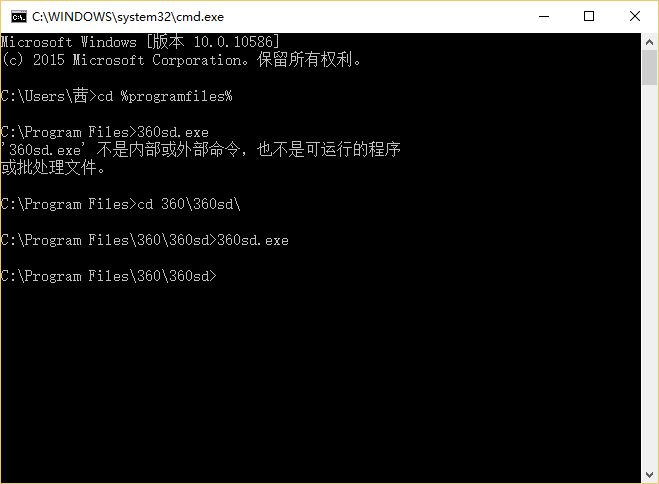 C:\WINDOWS\system32\cmd.exe
Microsoft Windows [版本 10.0.10586]
(c) 2015 Microsoft Corporation。保留所有权利。
C:\Users\茜>cd %programfiles%
C:\Program Files>360sd.exe
'360sd.exe' 不是内部或外部命令，也不是可运行的程序
或批处理文件。
C:\Program Files>cd 360\360sd\
C:\Program Files\360\360sd>360sd.exe
C:\Program Files\360\360sd>